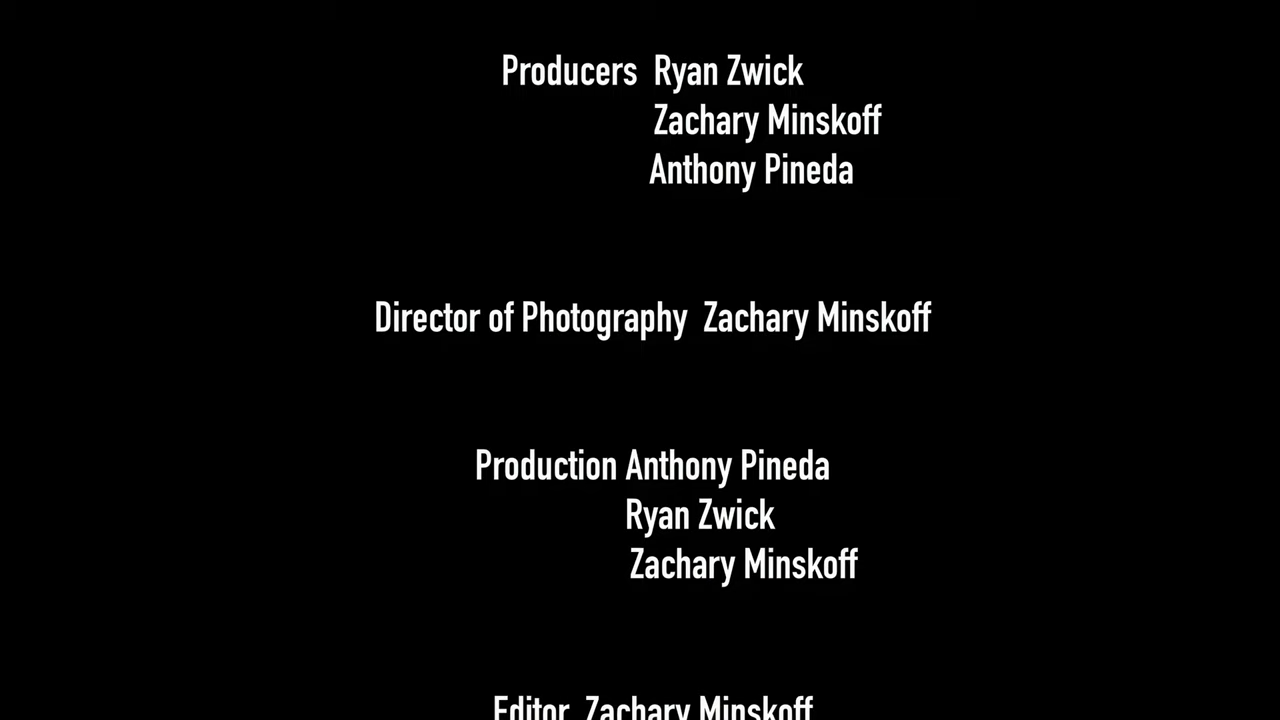 Producers Ryan Zwick
Zachary Minskoff
Anthony Pineda
Director of Photography Zachary Minskoff
Production Anthony Pineda
Ryan Zwick
Zachary Minskoff
Editor Zachary Minskoff